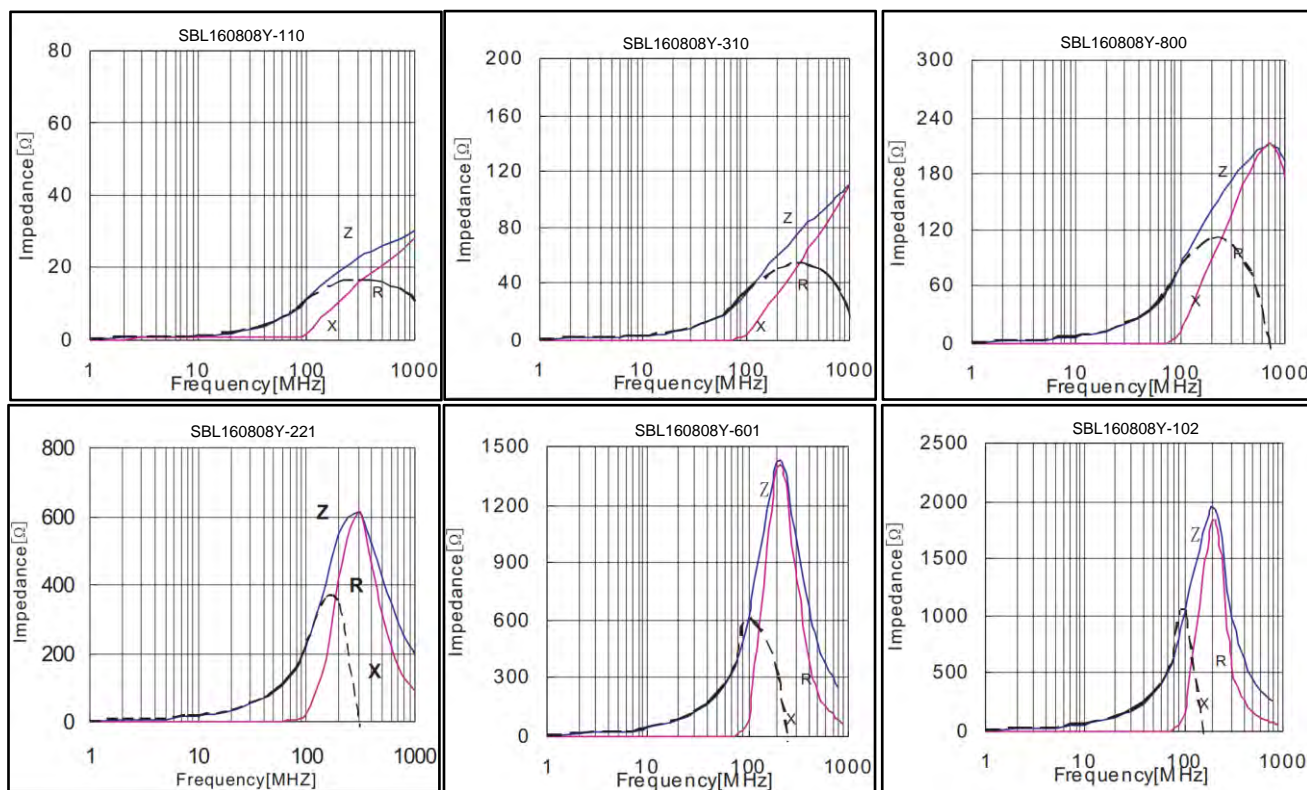 SBL160808Y-110
80
60
40
20
0
Impedance[Ω]
Z
R
X
1 10 100 1000
Frequency[MHz]
SBL160808Y-310
200
160
120
80
40
0
Impedance[Ω]
Z
R
X
1 10 100 1000
Frequency[MHz]
SBL160808Y-800
300
240
180
120
60
0
Impedance[Ω]
Z
R
X
1 10 100 1000
Frequency[MHz]
SBL160808Y-221
800
600
400
200
0
Impedance[Ω]
Z
R
X
1 10 100 1000
Frequency[MHZ]
SBL160808Y-601
1500
1200
900
600
300
0
Impedance[Ω]
Z
R
X
1 10 100 1000
Frequency[MHz]
SBL160808Y-102
2500
2000
1500
1000
500
0
Impedance[Ω]
Z
R
X
1 10 100 1000
Frequency[MHz]